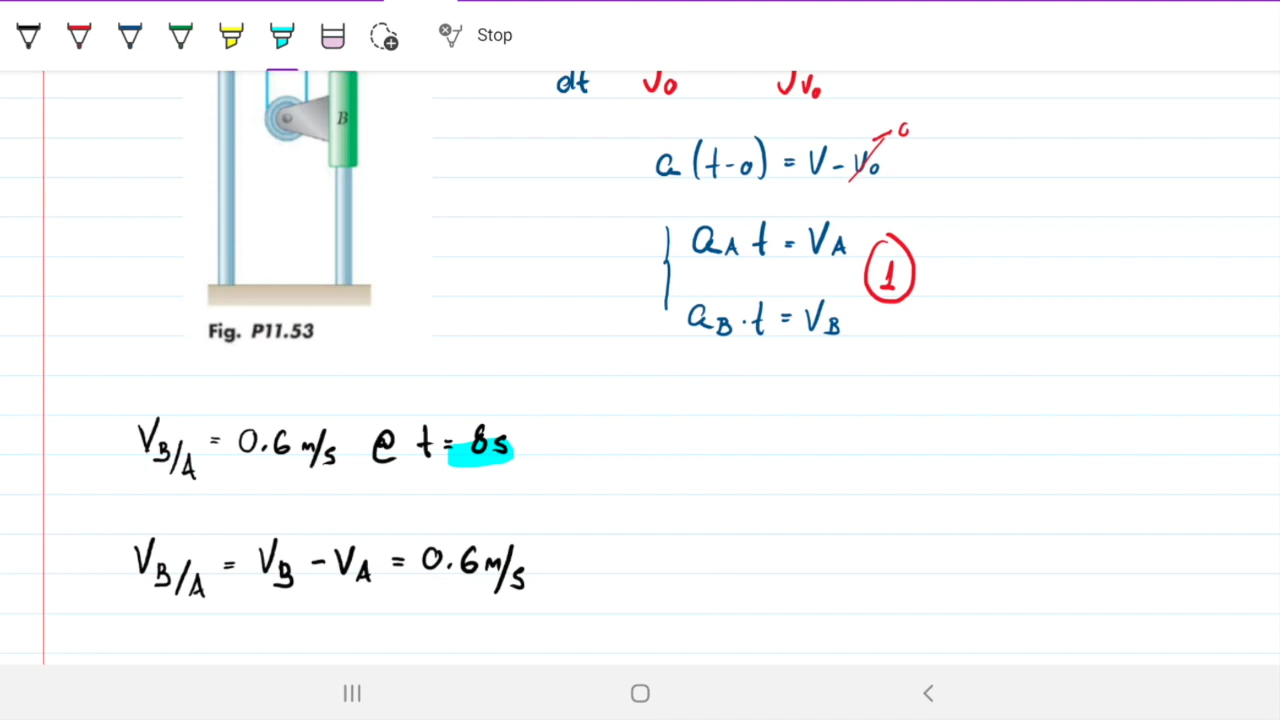 Stop
dt ∫₀ ∫ᵥ₀
B
a (t-0) = V - V₀ 0
a_A t = V_A
1
a_B · t = V_B
Fig. P11.53
V_B/A = 0.6 m/s @ t = 8s
V_B/A = V_B - V_A = 0.6 m/s